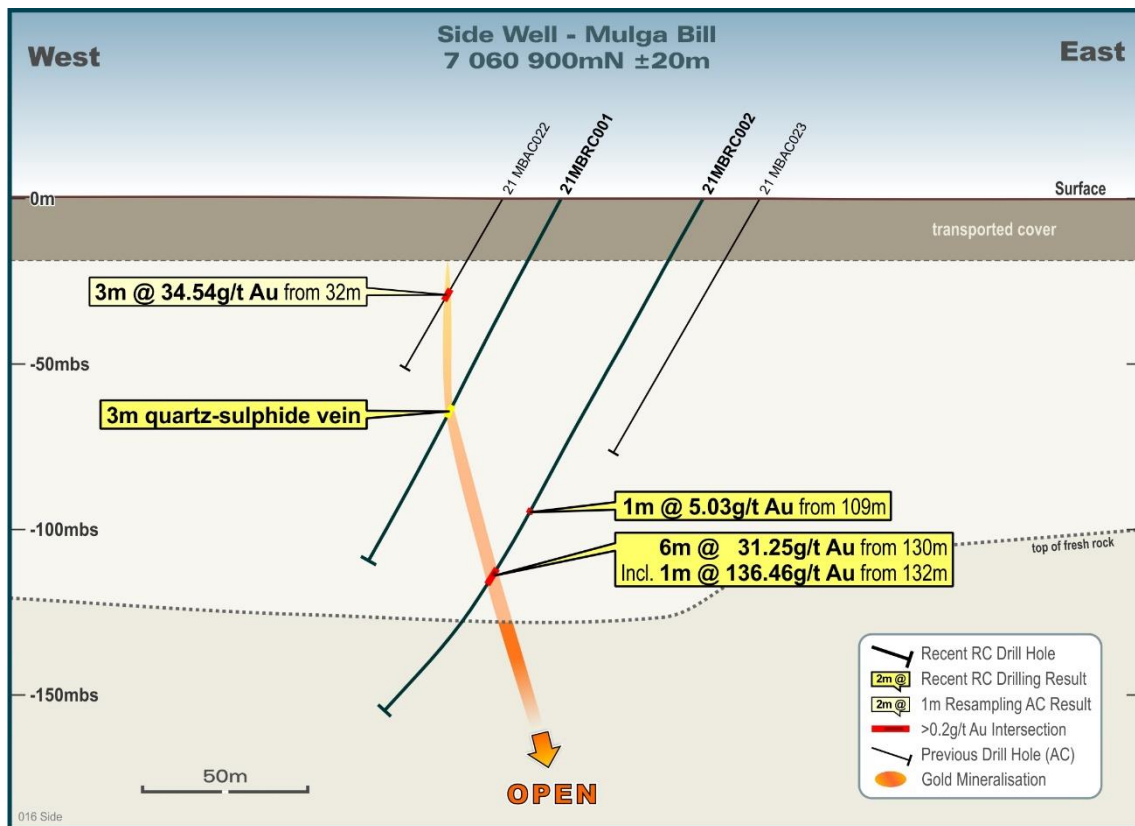 Side Well - Mulga Bill
7 060 900mN ±20m
West
East
21 MBAC022
21MBRC001
21MBRC002
21 MBAC023
0m
Surface
transported cover
3m @ 34.54g/t Au from 32m
-50mbs
3m quartz-sulphide vein
1m @ 5.03g/t Au from 109m
-100mbs
6m @ 31.25g/t Au from 130m
Incl. 1m @ 136.46g/t Au from 132m
top of fresh rock
-150mbs
Recent RC Drill Hole
2m @ Recent RC Drilling Result
2m @ 1m Resampling AC Result
>0.2g/t Au Intersection
Previous Drill Hole (AC)
Gold Mineralisation
50m
OPEN
016 Side